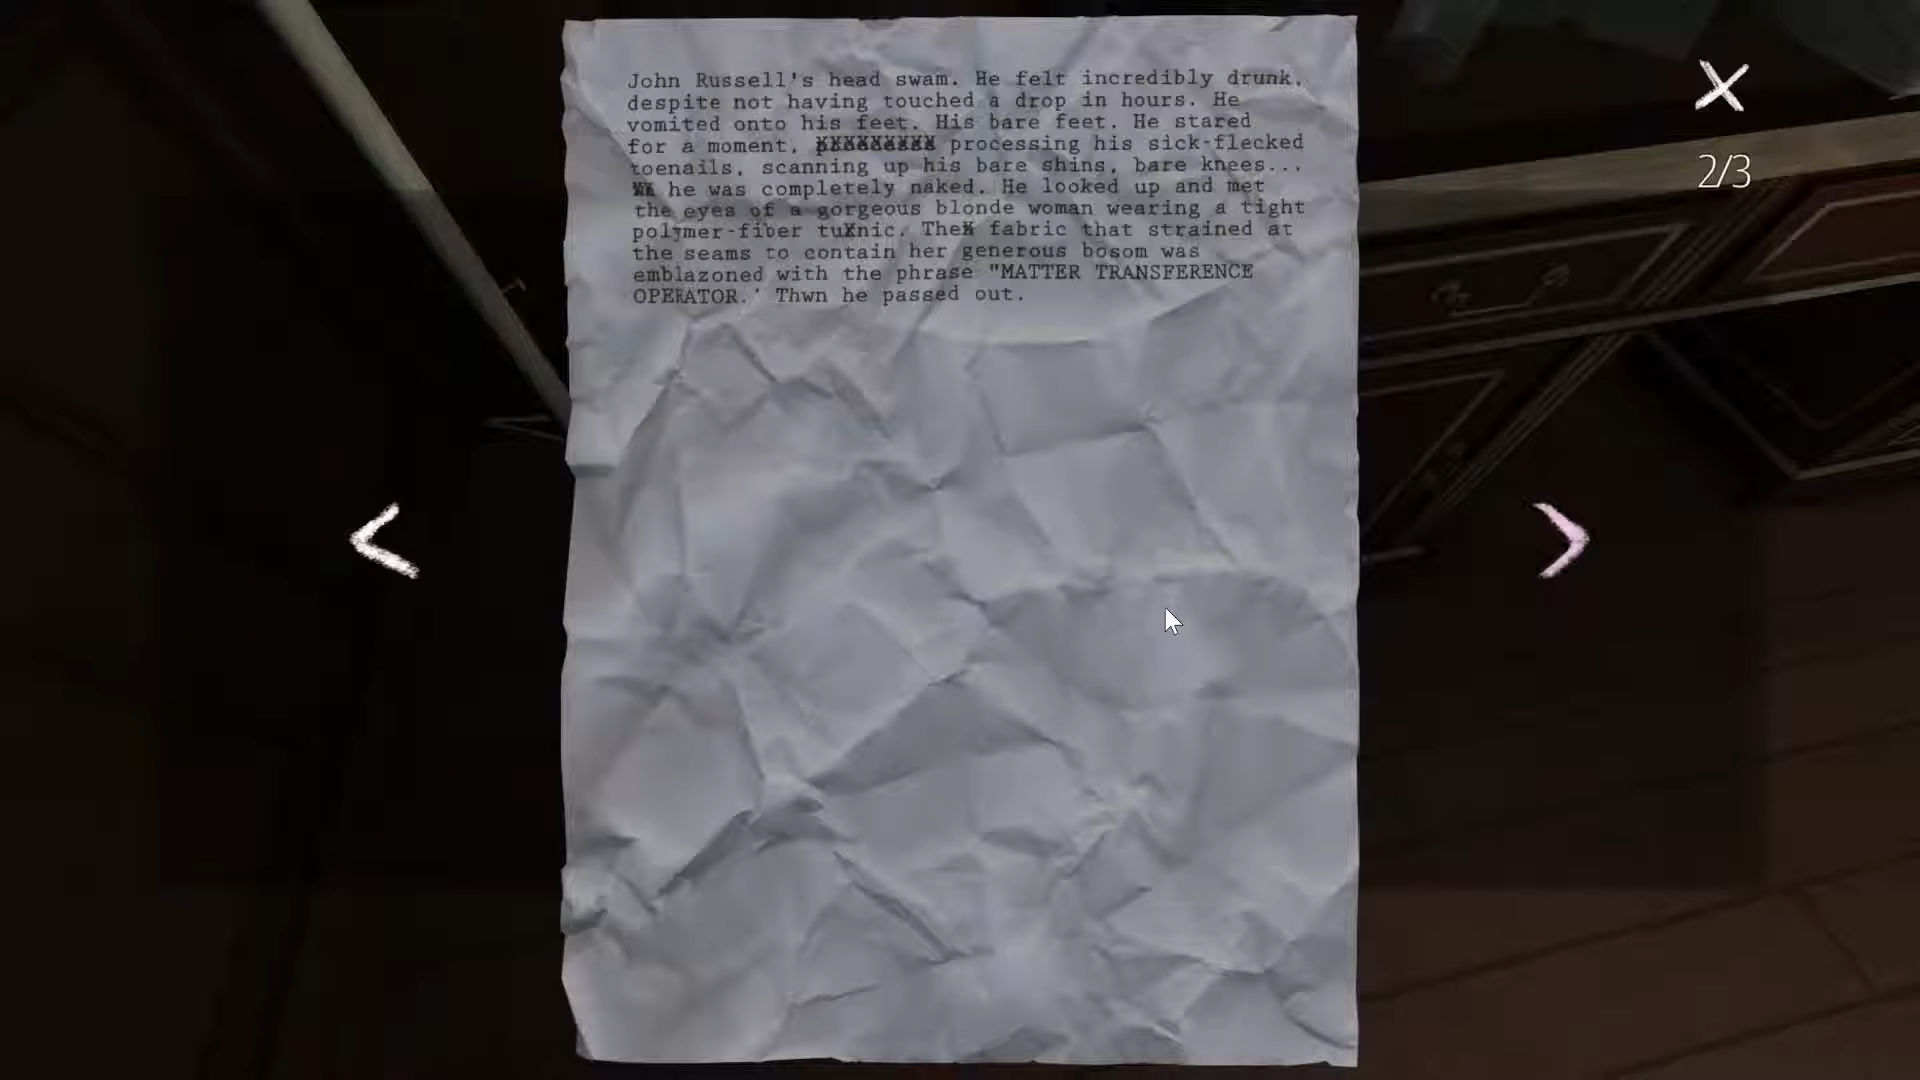 John Russell's head swam. He felt incredibly drunk,
despite not having touched a drop in hours. He
vomited onto his feet. His bare feet. He stared
for a moment, processing his sick-flecked
toenails, scanning up his bare shins, bare knees...
he was completely naked. He looked up and met
the eyes of a gorgeous blonde woman wearing a tight
polymer-fiber tuXnic. TheX fabric that strained at
the seams to contain her generous bosom was
emblazoned with the phrase "MATTER TRANSFERENCE
OPERATOR.' Thwn he passed out.
2/3